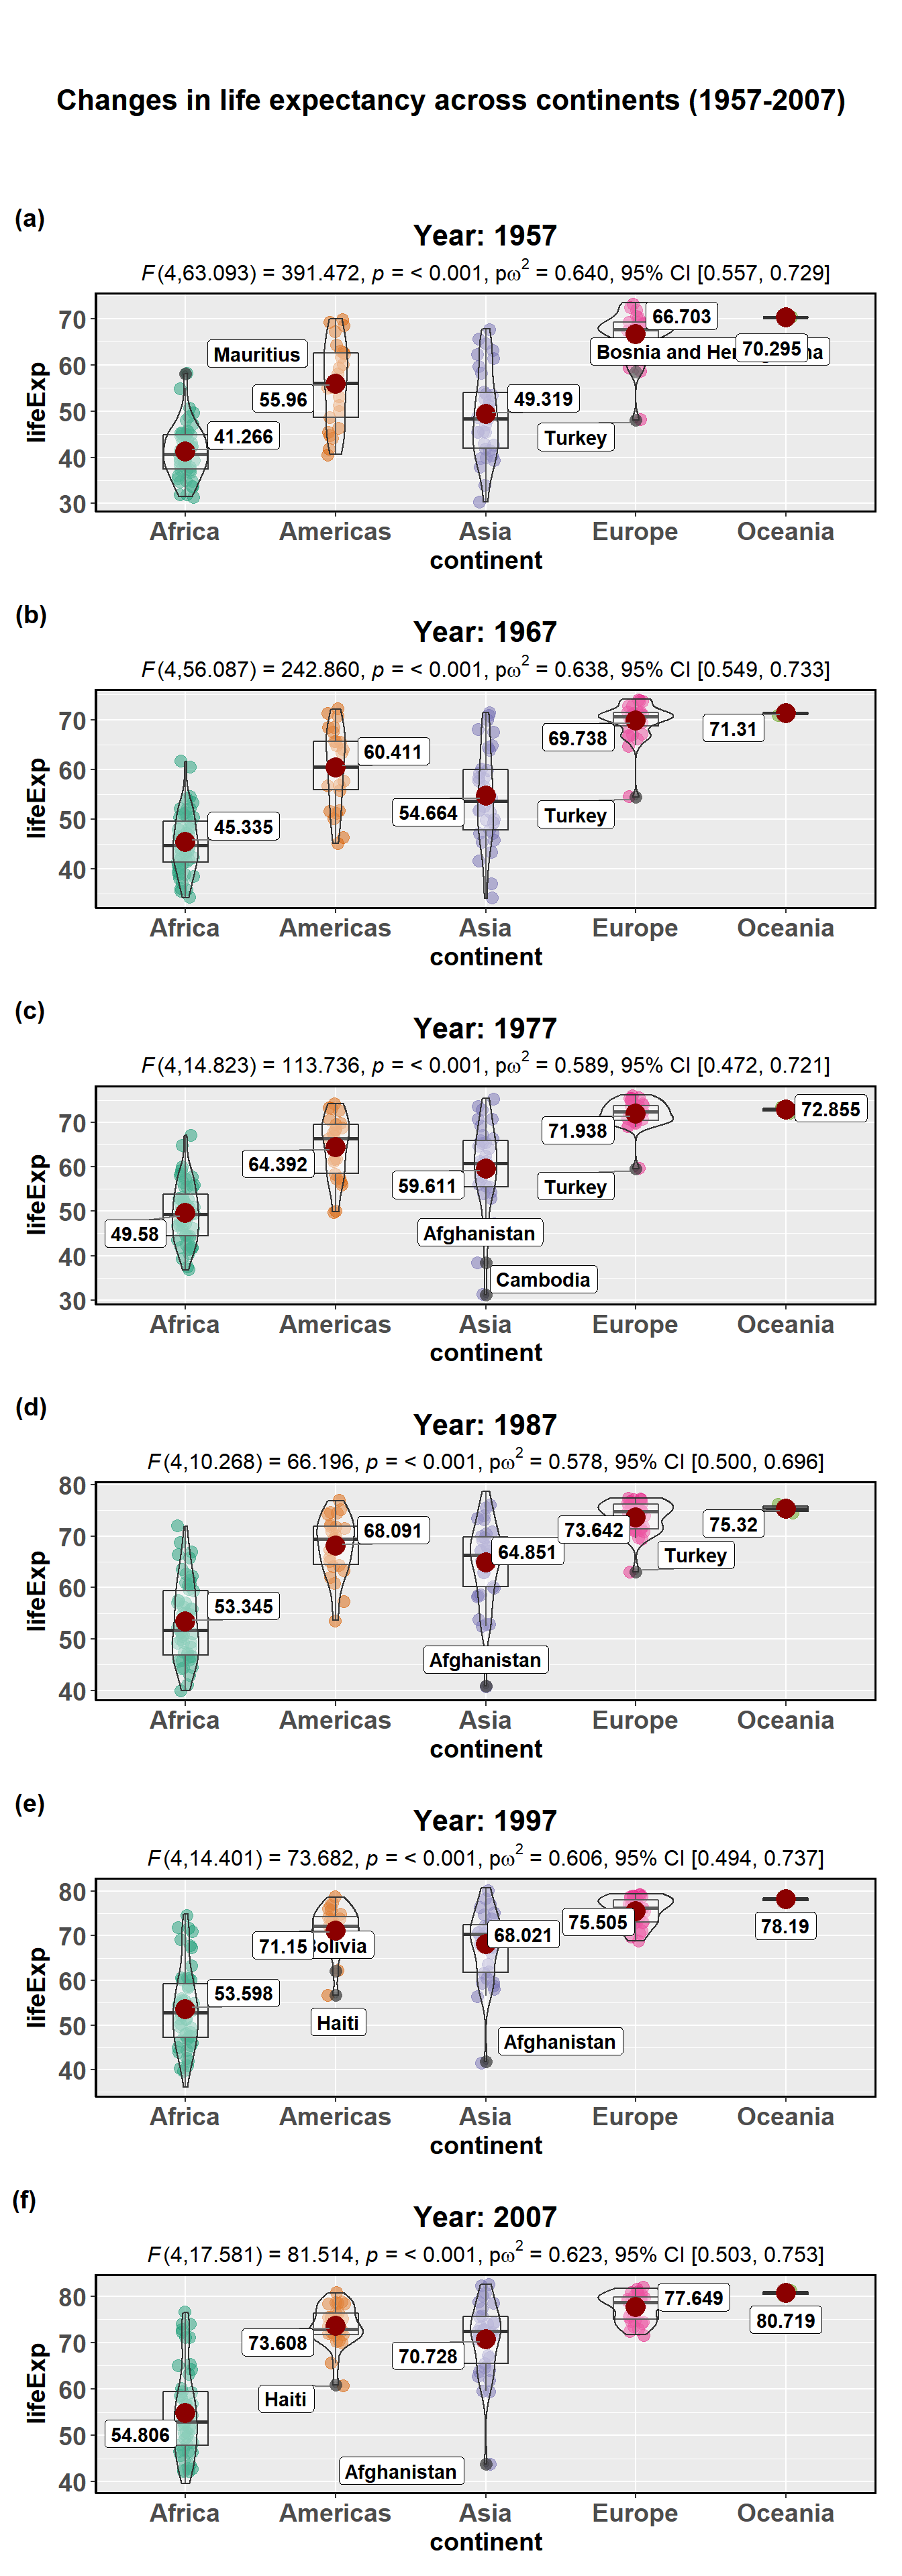 Changes in life expectancy across continents (1957-2007)
(a)
Year: 1957
F(4,63.093) = 391.472, p = < 0.001, pω² = 0.640, 95% CI [0.557, 0.729]
lifeExp
70
60
50
40
30
Mauritius
41.266
55.96
49.319
66.703
Bosnia and Her
70.295
Turkey
Africa Americas Asia Europe Oceania
continent
(b)
Year: 1967
F(4,56.087) = 242.860, p = < 0.001, pω² = 0.638, 95% CI [0.549, 0.733]
lifeExp
70
60
50
40
45.335
60.411
54.664
69.738
71.31
Turkey
Africa Americas Asia Europe Oceania
continent
(c)
Year: 1977
F(4,14.823) = 113.736, p = < 0.001, pω² = 0.589, 95% CI [0.472, 0.721]
lifeExp
70
60
50
40
30
49.58
64.392
59.611
71.938
72.855
Turkey
Afghanistan
Cambodia
Africa Americas Asia Europe Oceania
continent
(d)
Year: 1987
F(4,10.268) = 66.196, p = < 0.001, pω² = 0.578, 95% CI [0.500, 0.696]
lifeExp
80
70
60
50
40
53.345
68.091
64.851
73.642
75.32
Turkey
Afghanistan
Africa Americas Asia Europe Oceania
continent
(e)
Year: 1997
F(4,14.401) = 73.682, p = < 0.001, pω² = 0.606, 95% CI [0.494, 0.737]
lifeExp
80
70
60
50
40
53.598
71.15
Bolivia
68.021
75.505
78.19
Haiti
Afghanistan
Africa Americas Asia Europe Oceania
continent
(f)
Year: 2007
F(4,17.581) = 81.514, p = < 0.001, pω² = 0.623, 95% CI [0.503, 0.753]
lifeExp
80
70
60
50
40
54.806
73.608
70.728
77.649
80.719
Haiti
Afghanistan
Africa Americas Asia Europe Oceania
continent